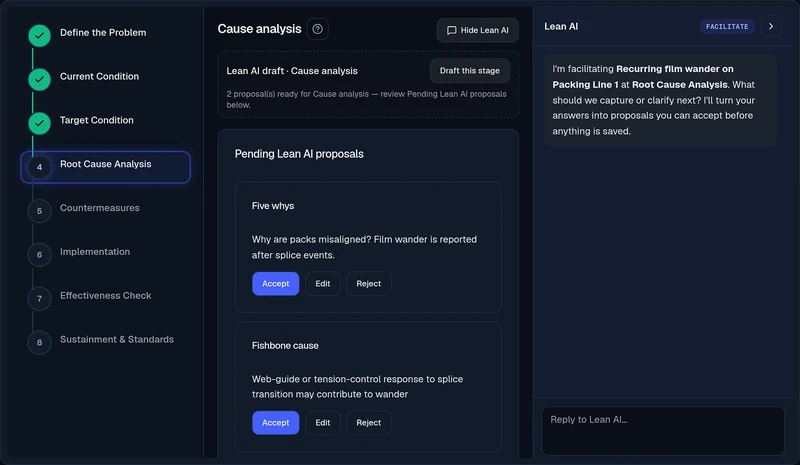 Define the Problem
Current Condition
Target Condition
4
Root Cause Analysis
5
Countermeasures
6
Implementation
7
Effectiveness Check
8
Sustainment & Standards
Cause analysis
?
Hide Lean AI
Lean AI draft · Cause analysis
Draft this stage
2 proposal(s) ready for Cause analysis — review Pending Lean AI proposals
below.
Pending Lean AI proposals
Five whys
Why are packs misaligned? Film wander is reported
after splice events.
Accept
Edit
Reject
Fishbone cause
Web-guide or tension-control response to splice
transition may contribute to wander
Accept
Edit
Reject
Lean AI
FACILITATE
I'm facilitating Recurring film wander on
Packing Line 1 at Root Cause Analysis. What
should we capture or clarify next? I'll turn your
answers into proposals you can accept before
anything is saved.
Reply to Lean AI...